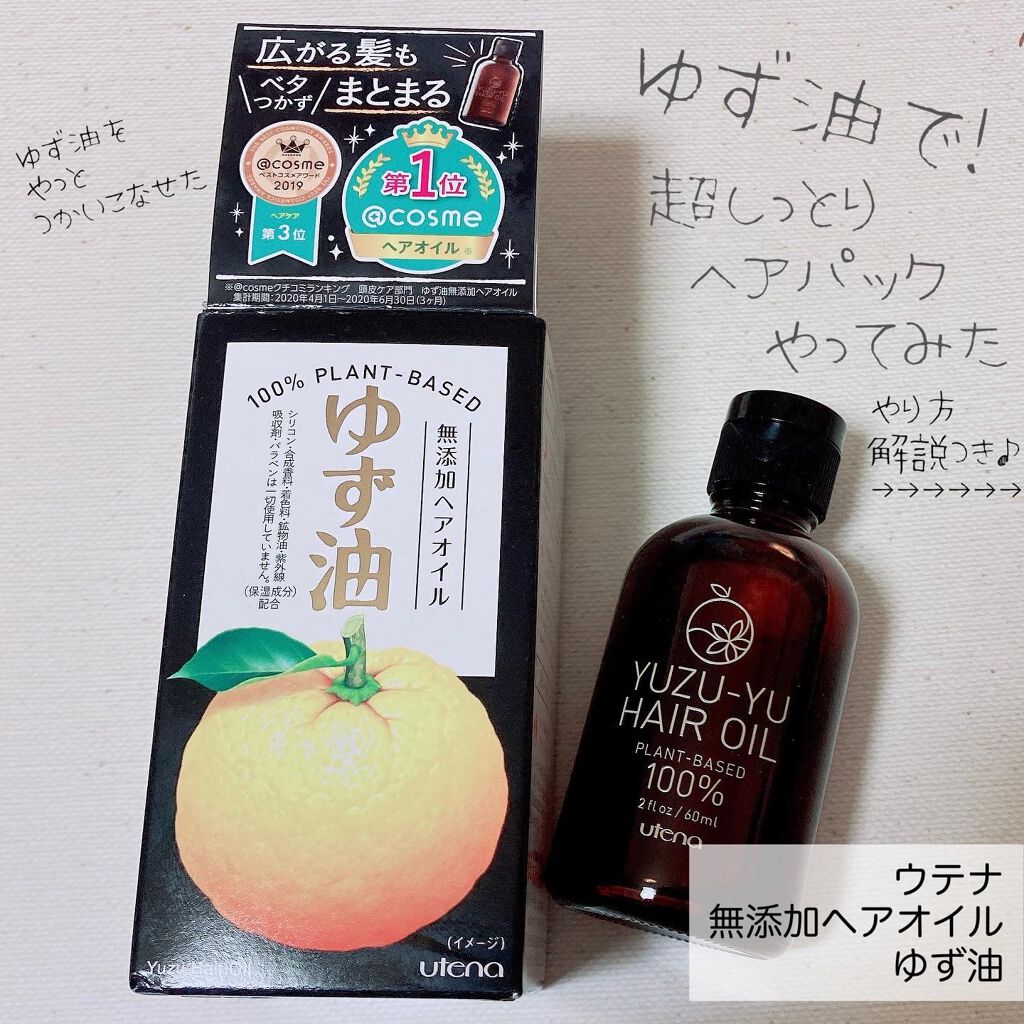 広がる髪も
ベタつかず
まとまる
@cosme
ベストコスメアワード
2019
ヘアケア
第3位
第1位
@cosme
ヘアオイル※
※@cosmeクチコミランキング 頭皮ケア部門 ゆず油無添加ヘアオイル
集計期間:2020年4月1日〜2020年6月30日(3ヶ月)
ゆず油を
やっと
つかいこなせた
ゆず油で!
超しっとり
ヘアパック
やってみた
やり方
解説つき♪
→→→→→→
100% PLANT-BASED
無添加ヘアオイル
ゆず油
(保湿成分)
配合
シリコン・合成香料・着色料・鉱物油・紫外線
吸収剤・パラベンは一切使用していません。
(イメージ)
Yuzu Hair Oil
utena
YUZU-YU
HAIR OIL
PLANT-BASED
100%
2fl oz/60ml
utena
ウテナ
無添加ヘアオイル
ゆず油